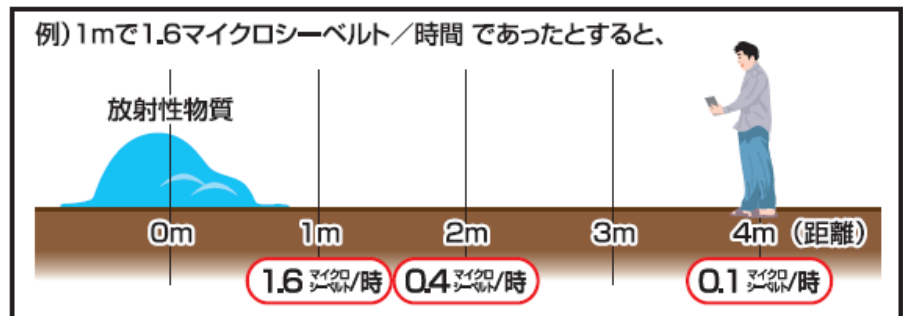 例)1mで1.6マイクロシーベルト／時間 であったとすると、
放射性物質
0m 1m 2m 3m 4m (距離)
1.6 マイクロシーベルト/時 0.4 マイクロシーベルト/時 0.1 マイクロシーベルト/時